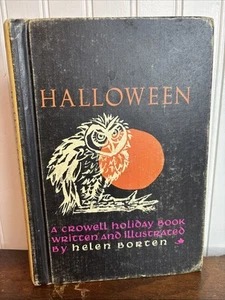 HALLOWEEN
A CROWELL HOLIDAY BOOK
WRITTEN AND ILLUSTRATED
BY HELEN BORTEN